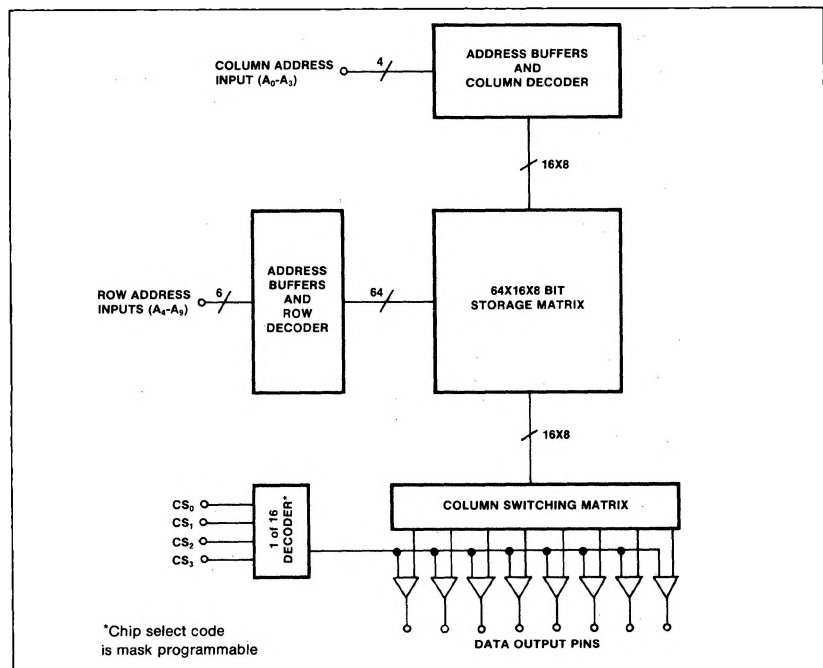 ADDRESS BUFFERS
AND
COLUMN DECODER
COLUMN ADDRESS
INPUT (A₀-A₃)
4
16X8
ADDRESS
BUFFERS
AND
ROW
DECODER
ROW ADDRESS
INPUTS (A₄-A₉)
6
64
64X16X8 BIT
STORAGE MATRIX
16X8
COLUMN SWITCHING MATRIX
CS₀
CS₁
CS₂
CS₃
1 of 16
DECODER*
*Chip select code
is mask programmable
DATA OUTPUT PINS